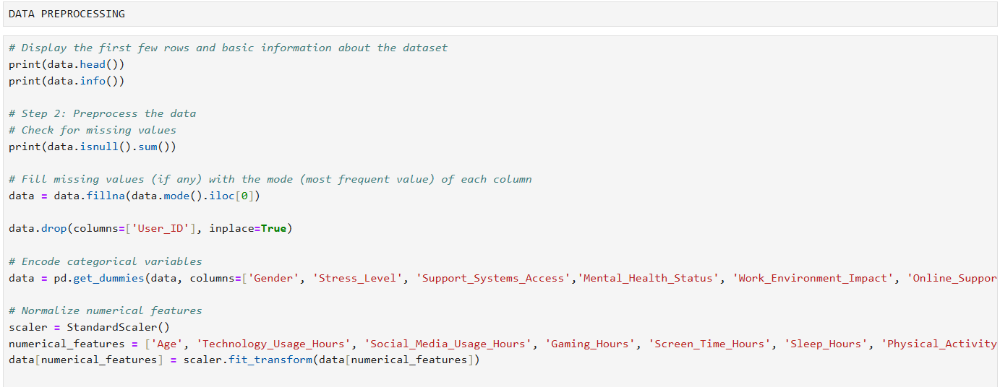 DATA PREPROCESSING
# Display the first few rows and basic information about the dataset
print(data.head())
print(data.info())
# Step 2: Preprocess the data
# Check for missing values
print(data.isnull().sum())
# Fill missing values (if any) with the mode (most frequent value) of each column
data = data.fillna(data.mode().iloc[0])
data.drop(columns=['User_ID'], inplace=True)
# Encode categorical variables
data = pd.get_dummies(data, columns=['Gender', 'Stress_Level', 'Support_Systems_Access','Mental_Health_Status', 'Work_Environment_Impact', 'Online_Suppor
# Normalize numerical features
scaler = StandardScaler()
numerical_features = ['Age', 'Technology_Usage_Hours', 'Social_Media_Usage_Hours', 'Gaming_Hours', 'Screen_Time_Hours', 'Sleep_Hours', 'Physical_Activity
data[numerical_features] = scaler.fit_transform(data[numerical_features])